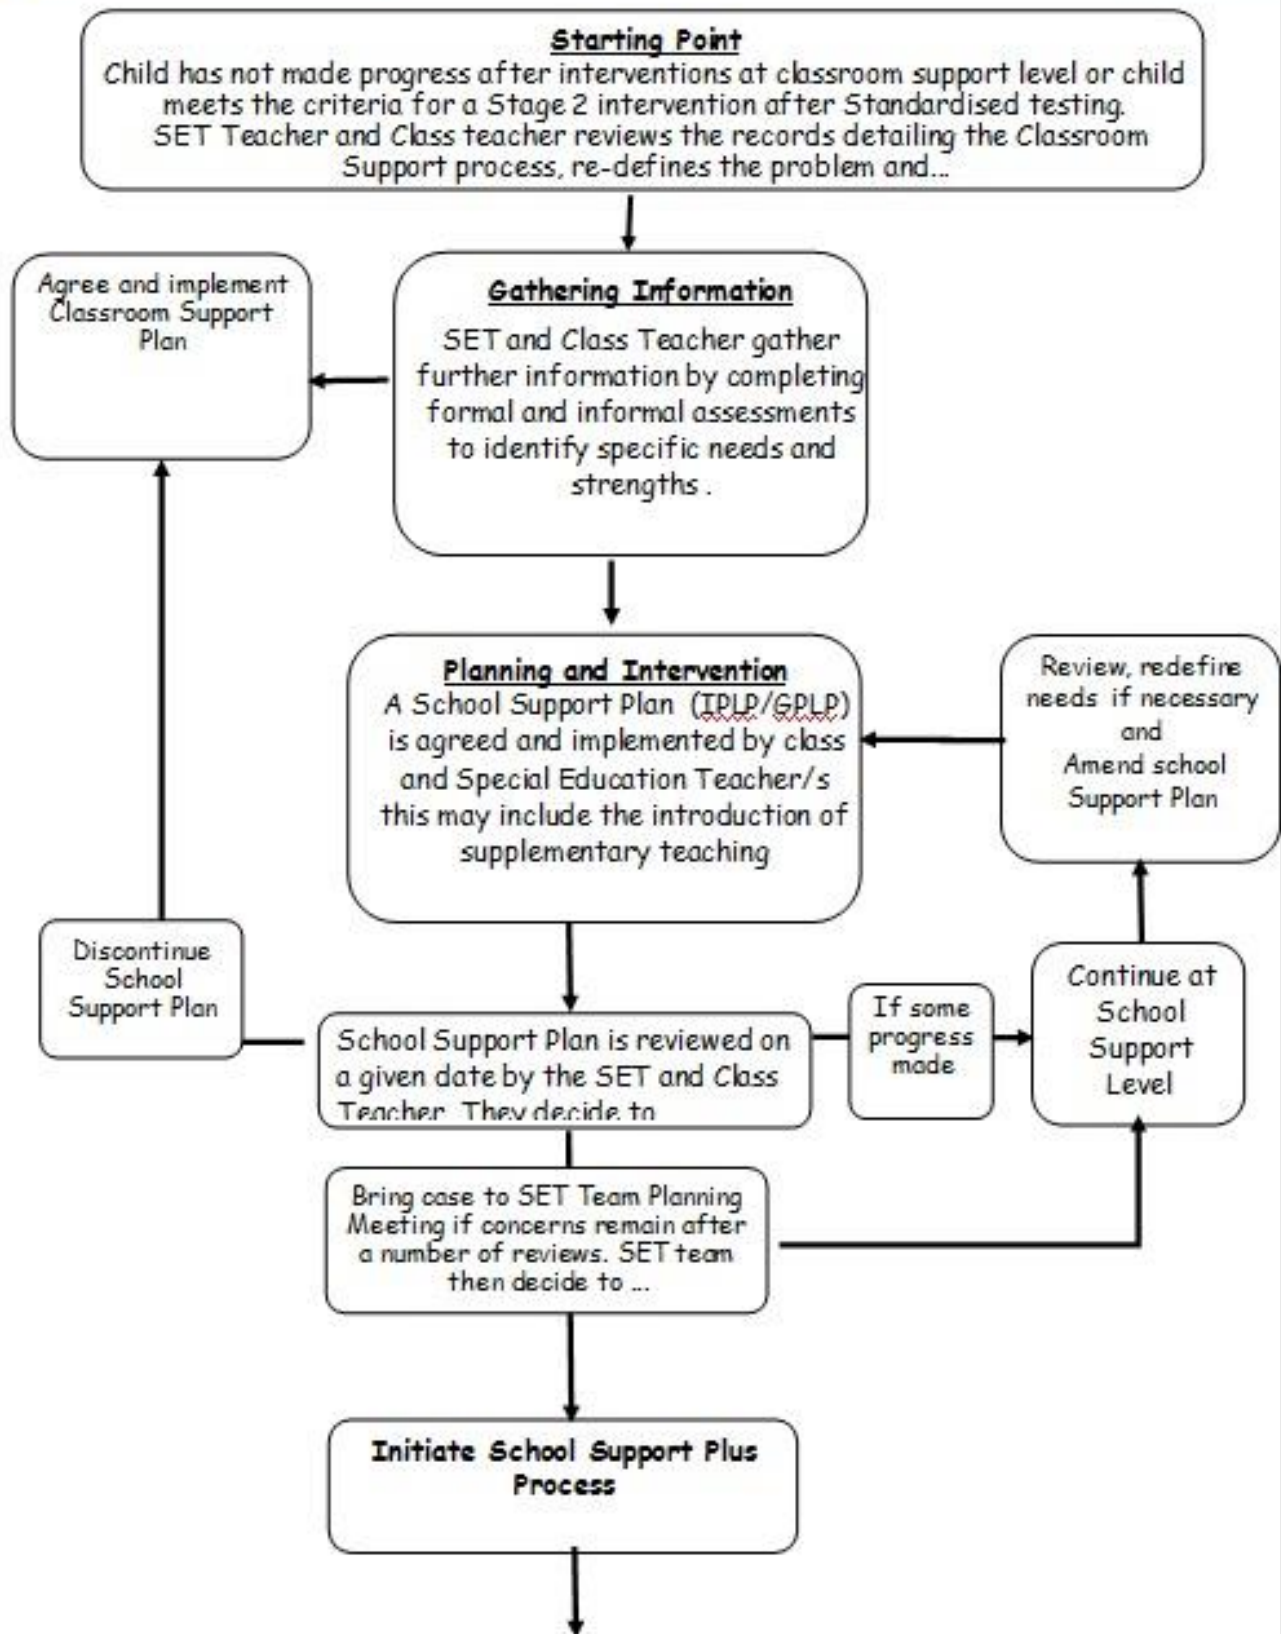 Starting Point
Child has not made progress after interventions at classroom support level or child
meets the criteria for a Stage 2 intervention after Standardised testing.
SET Teacher and Class teacher reviews the records detailing the Classroom
Support process, re-defines the problem and...
Agree and implement
Classroom Support
Plan
Gathering Information
SET and Class Teacher gather
further information by completing
formal and informal assessments
to identify specific needs and
strengths .
Planning and Intervention
A School Support Plan (IPLP/GPLP)
is agreed and implemented by class
and Special Education Teacher/s
this may include the introduction of
supplementary teaching
Review, redefine
needs if necessary
and
Amend school
Support Plan
Discontinue
School
Support Plan
School Support Plan is reviewed on
a given date by the SET and Class
Teacher. They decide to
If some
progress
made
Continue at
School
Support
Level
Bring case to SET Team Planning
Meeting if concerns remain after
a number of reviews. SET team
then decide to ...
Initiate School Support Plus
Process